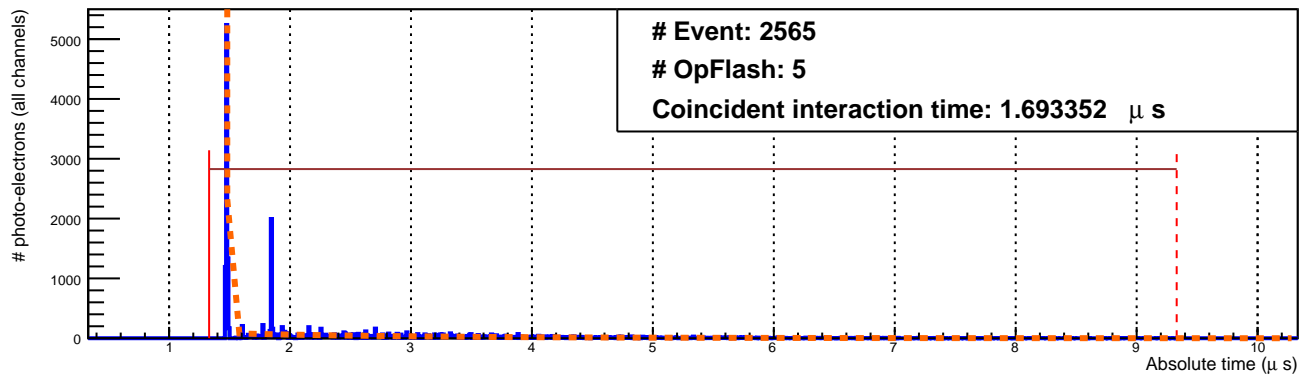 # Event: 2565
# OpFlash: 5
Coincident interaction time: 1.693352 μ s
# photo-electrons (all channels)
5000
4000
3000
2000
1000
0
1 2 3 4 5 6 7 8 9 10
Absolute time (μ s)